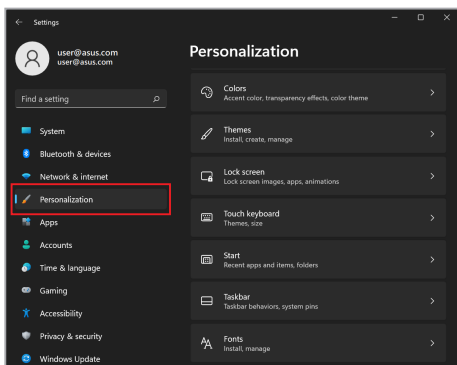 Settings
user@asus.com
user@asus.com
Find a setting
System
Bluetooth & devices
Network & internet
Personalization
Apps
Accounts
Time & language
Gaming
Accessibility
Privacy & security
Windows Update
Personalization
Colors
Accent color, transparency effects, color theme
Themes
Install, create, manage
Lock screen
Lock screen images, apps, animations
Touch keyboard
Themes, size
Start
Recent apps and items, folders
Taskbar
Taskbar behaviors, system pins
Fonts
Install, manage